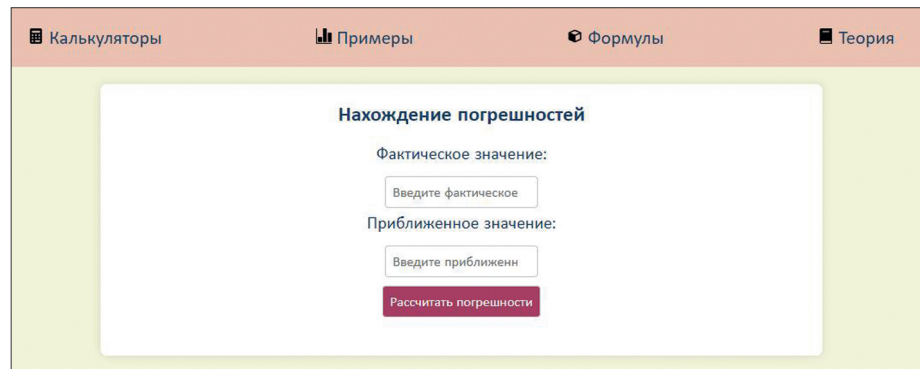 Калькуляторы Примеры Формулы Теория
Нахождение погрешностей
Фактическое значение:
Введите фактическое
Приближенное значение:
Введите приближенн
Рассчитать погрешности